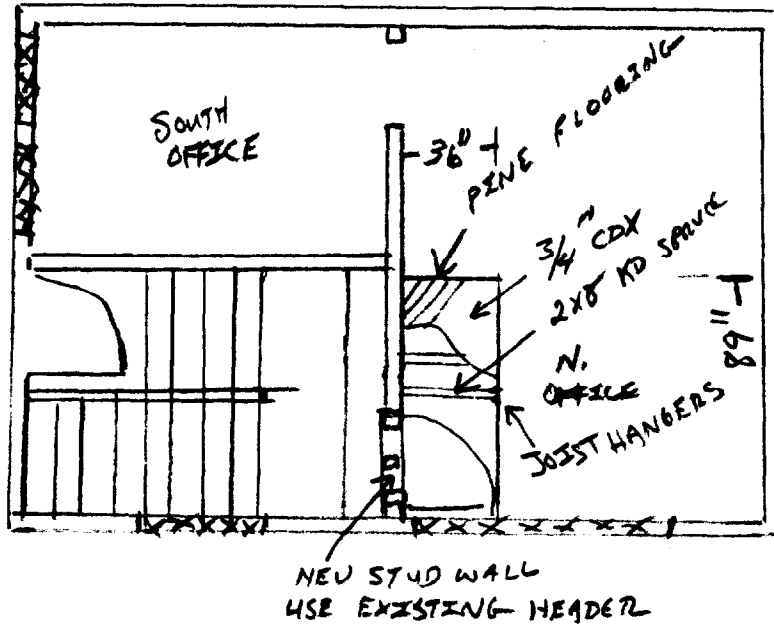 SOUTH
OFFICE
36"
PINE FLOORING
3/4" CDX
2X8 KD SPRUCE
N.
OFFICE
JOIST HANGERS
89"
NEW STUD WALL
USE EXISTING HEADER